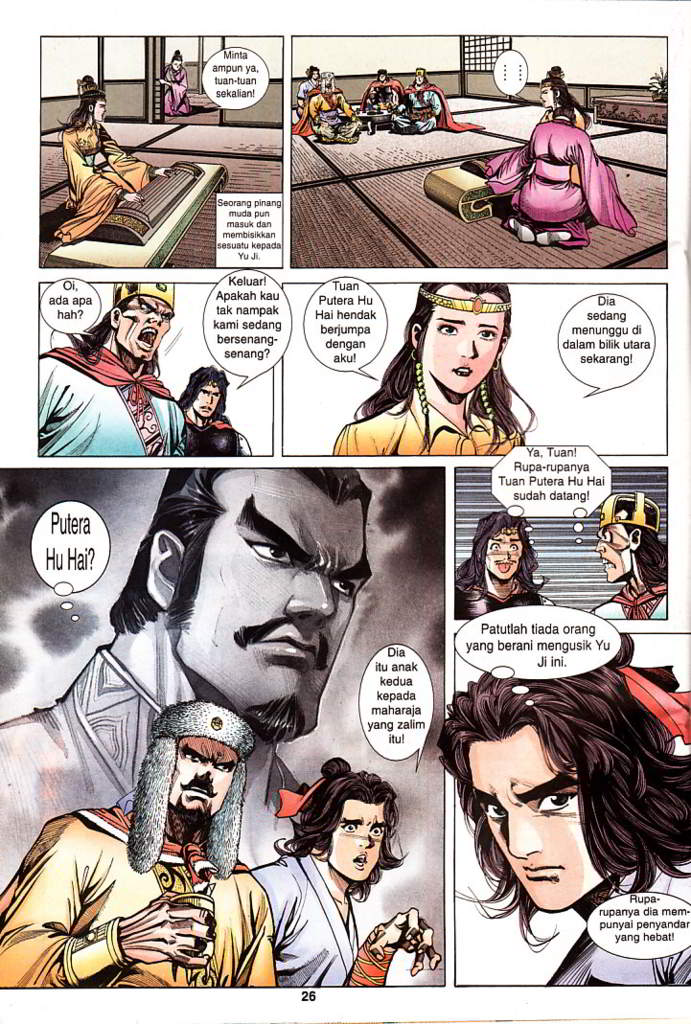 Minta
ampun ya,
tuan-tuan
sekalian!
Seorang pinang
muda pun
masuk dan
membisikkan
sesuatu kepada
Yu Ji.
. . .
. . .
Oi,
ada apa
hah?
Keluar!
Apakah kau
tak nampak
kami sedang
bersenang-
senang?
Tuan
Putera Hu
Hai hendak
berjumpa
dengan
aku!
Dia
sedang
menunggu di
dalam bilik utara
sekarang!
Putera
Hu Hai?
Dia
itu anak
kedua
kepada
maharaja
yang zalim
itu!
Ya, Tuan!
Rupa-rupanya
Tuan Putera Hu Hai
sudah datang!
Patutlah tiada orang
yang berani mengusik Yu
Ji ini.
Rupa-
rupanya dia mem-
punyai penyandar
yang hebat!
26